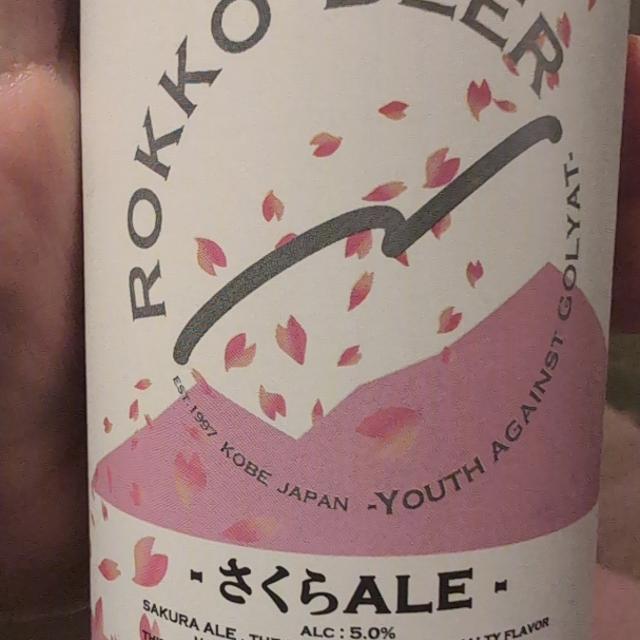 ROKKO BEER
EST. 1997 KOBE JAPAN -YOUTH AGAINST GOLYAT-
- さくらALE -
SAKURA ALE
ALC : 5.0%
FLAVOR